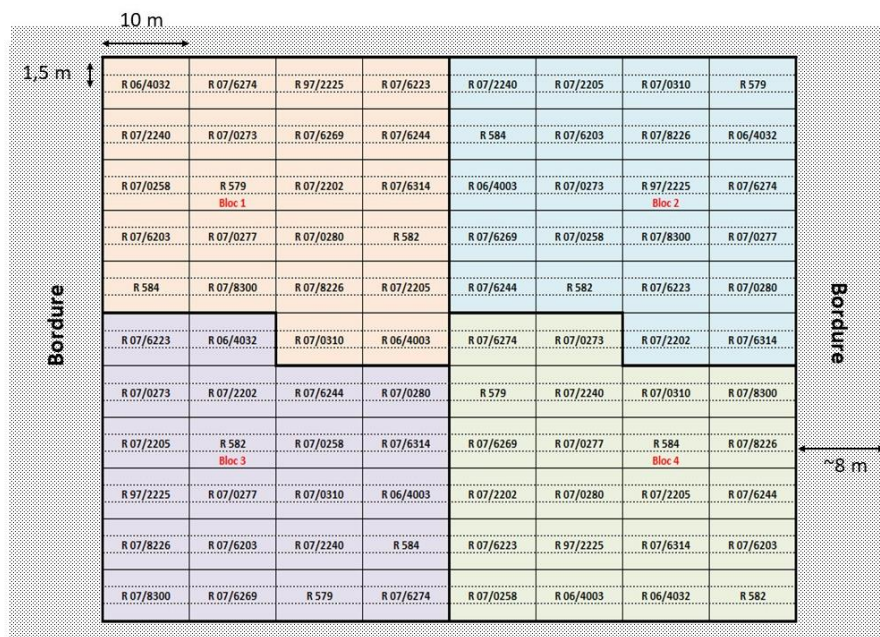 10 m
1,5 m
R 06/4032 R 07/6274 R 97/2225 R 07/6223 R 07/2240 R 07/2205 R 07/0310 R 579
R 07/2240 R 07/0273 R 07/6269 R 07/6244 R 584 R 07/6203 R 07/8226 R 06/4032
R 07/0258 R 579 R 07/2202 R 07/6314 R 06/4003 R 07/0273 R 97/2225 R 07/6274
Bloc 1 Bloc 2
R 07/6203 R 07/0277 R 07/0280 R 582 R 07/6269 R 07/0258 R 07/8300 R 07/0277
R 584 R 07/8300 R 07/8226 R 07/2205 R 07/6244 R 582 R 07/6223 R 07/0280
Bordure
Bordure
R 07/6223 R 06/4032 R 07/0310 R 06/4003 R 07/6274 R 07/0273 R 07/2202 R 07/6314
R 07/0273 R 07/2202 R 07/6244 R 07/0280 R 579 R 07/2240 R 07/0310 R 07/8300
R 07/2205 R 582 R 07/0258 R 07/6314 R 07/6269 R 07/0277 R 584 R 07/8226
Bloc 3 Bloc 4
~8 m
R 97/2225 R 07/0277 R 07/0310 R 06/4003 R 07/2202 R 07/0280 R 07/2205 R 07/6244
R 07/8226 R 07/6203 R 07/2240 R 584 R 07/6223 R 97/2225 R 07/6314 R 07/6203
R 07/8300 R 07/6269 R 579 R 07/6274 R 07/0258 R 06/4003 R 06/4032 R 582